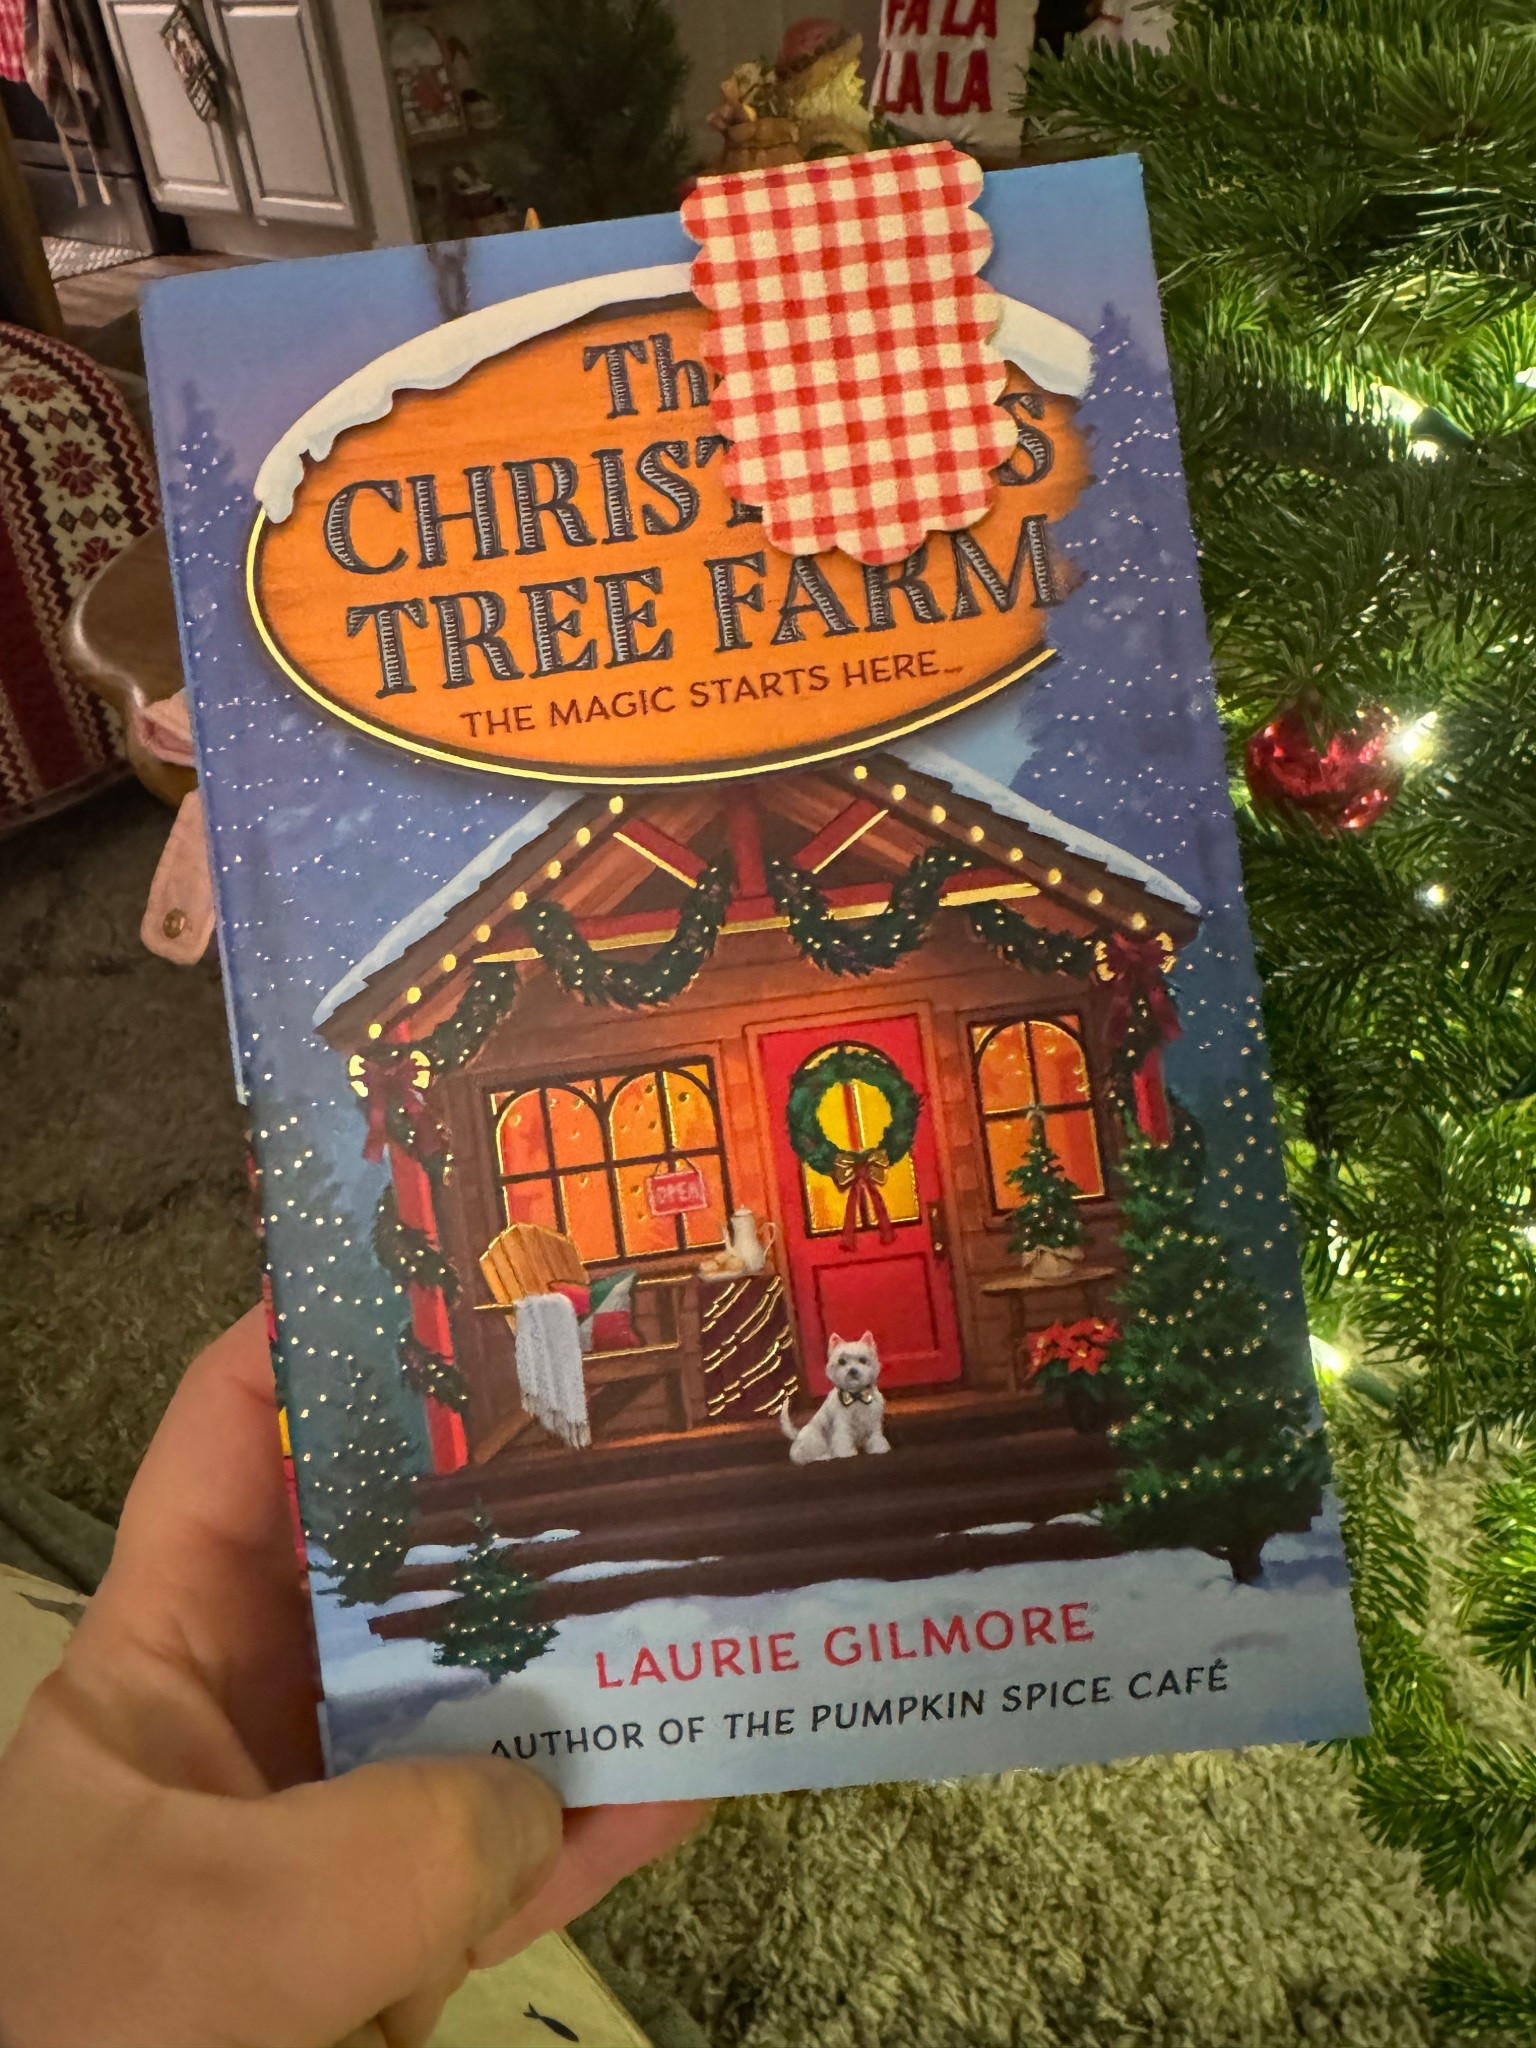 FA LA
LA LA
Th
CHRIST S
TREE FARM
THE MAGIC STARTS HERE...
OPEN
LAURIE GILMORE
AUTHOR OF THE PUMPKIN SPICE CAFÉ